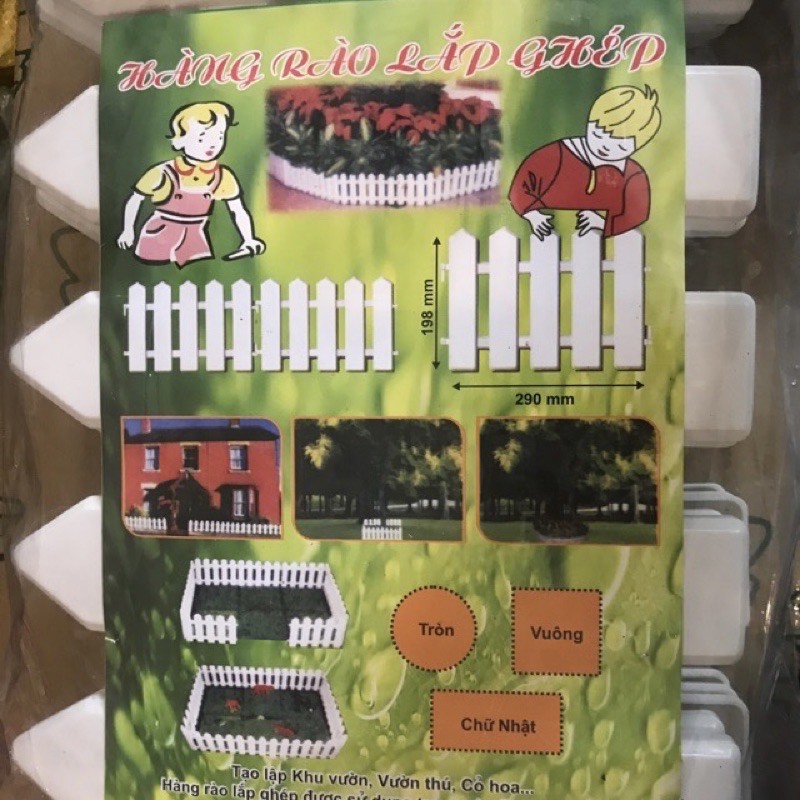 HÀNG RÀO LẮP GHÉP
198 mm
290 mm
Tròn
Vuông
Chữ Nhật
Tạo lập Khu vườn, Vườn thú, Cỏ hoa...
Hàng rào lắp ghép được sử dụng